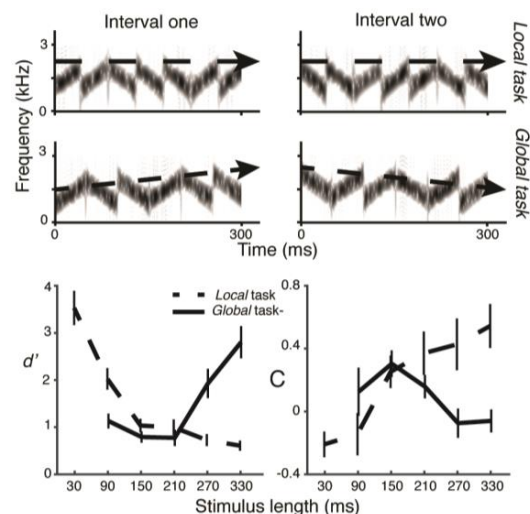 Interval one
Interval two
3
0
Local task
Frequency (kHz)
3
0
Global task
0
300
0
300
Time (ms)
4
3
d'
2
1
0
Local task
Global task-
30 90 150 210 270 330
0.8
0.4
C
0
-0.4
30 90 150 210 270 330
Stimulus length (ms)